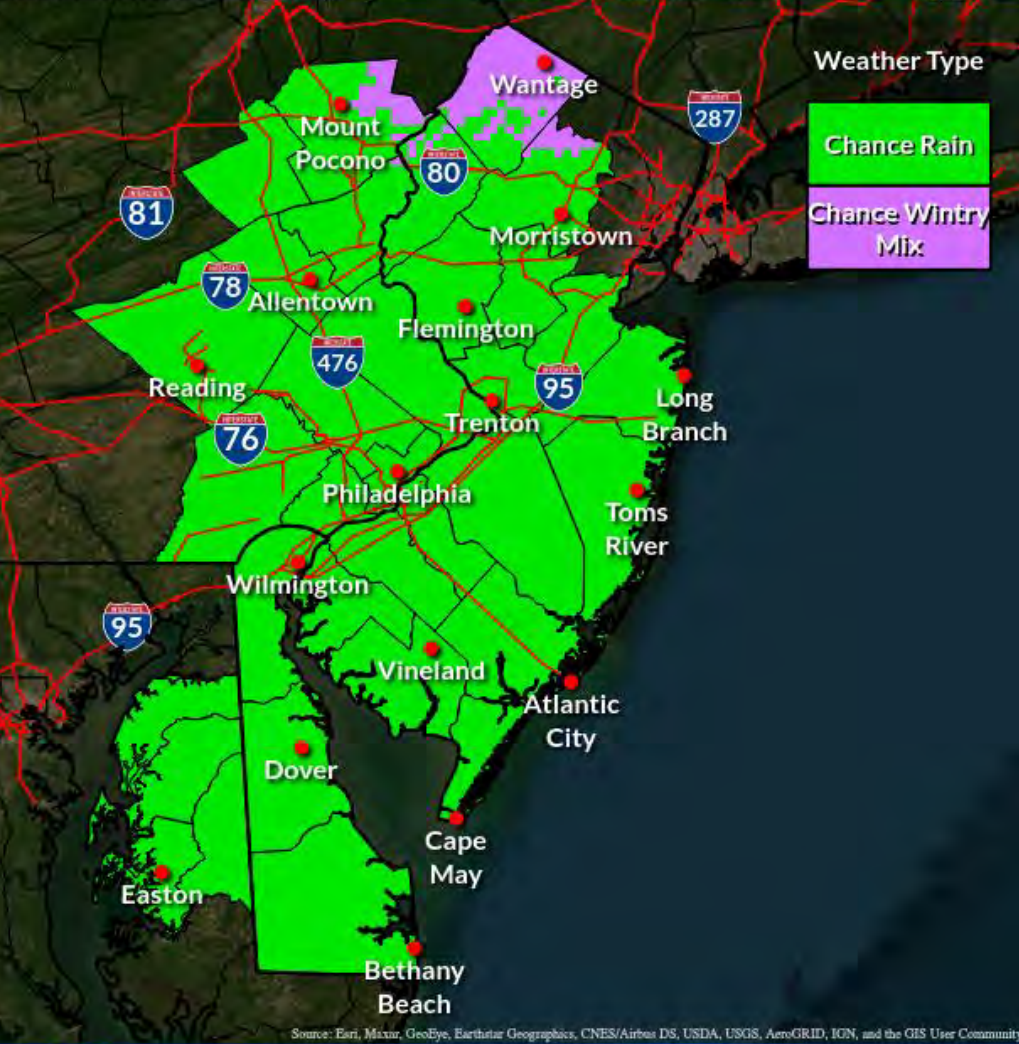 Weather Type
Chance Rain
Chance Wintry
Mix
Wantage
287
Mount
Pocono
80
81
Morristown
78
Allentown
Flemington
476
95
Reading
Long
Branch
Trenton
76
Philadelphia
Toms
River
Wilmington
95
Vineland
Atlantic
City
Dover
Cape
May
Easton
Bethany
Beach
Source: Esri, Maxar, GeoEye, Earthstar Geographics, CNES/Airbus DS, USDA, USGS, AeroGRID, IGN, and the GIS User Community